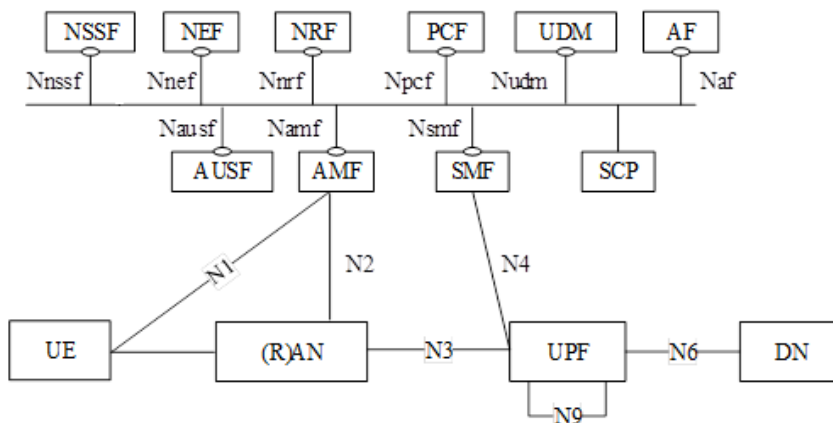 NSSF NEF NRF PCF UDM AF
Nnssf Nnef Nnrf Npcf Nudm Naf
Nausf Namf Nsmf
AUSF AMF SMF SCP
N1 N2 N4
UE (R)AN N3 UPF N6 DN
N9